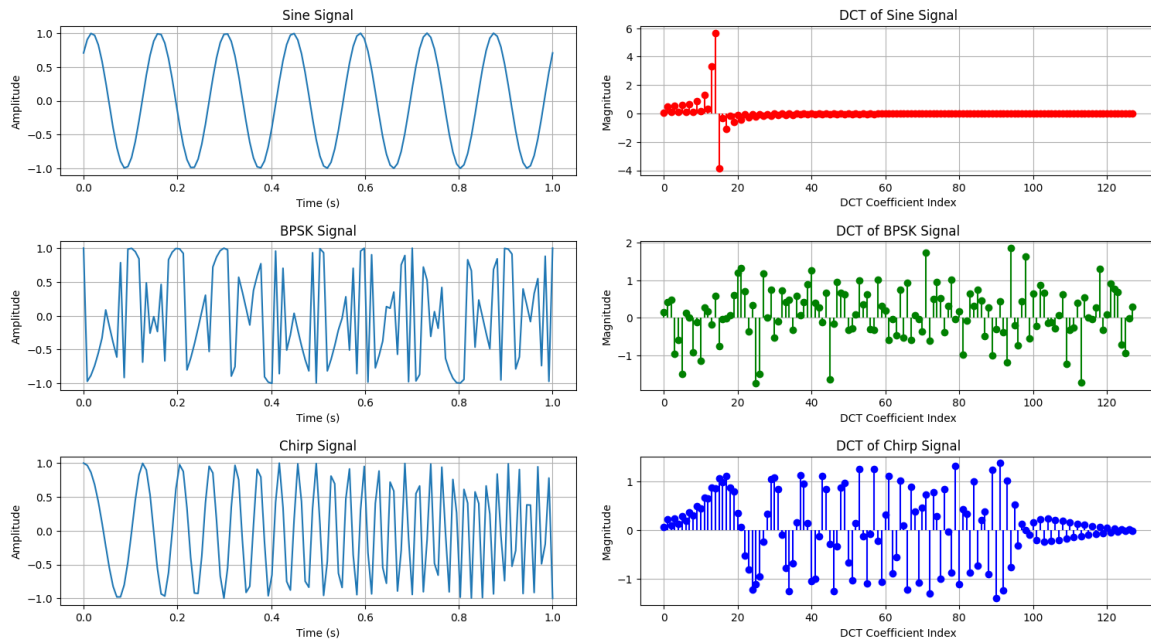 Sine Signal
1.0
0.5
0.0
−0.5
−1.0
Amplitude
0.0 0.2 0.4 0.6 0.8 1.0
Time (s)
DCT of Sine Signal
6
4
2
0
−2
−4
Magnitude
0 20 40 60 80 100 120
DCT Coefficient Index
BPSK Signal
1.0
0.5
0.0
−0.5
−1.0
Amplitude
0.0 0.2 0.4 0.6 0.8 1.0
Time (s)
DCT of BPSK Signal
2
1
0
−1
Magnitude
0 20 40 60 80 100 120
DCT Coefficient Index
Chirp Signal
1.0
0.5
0.0
−0.5
−1.0
Amplitude
0.0 0.2 0.4 0.6 0.8 1.0
Time (s)
DCT of Chirp Signal
1
0
−1
Magnitude
0 20 40 60 80 100 120
DCT Coefficient Index